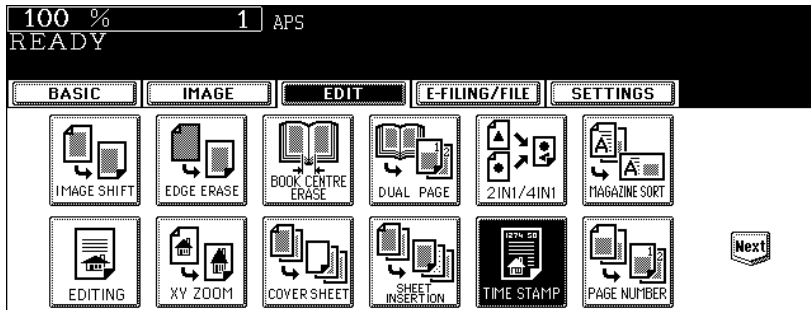 100 % 1 APS
READY
BASIC IMAGE EDIT E-FILING/FILE SETTINGS
IMAGE SHIFT EDGE ERASE BOOK CENTRE ERASE DUAL PAGE 2IN1/4IN1 MAGAZINE SORT
EDITING XY ZOOM COVER SHEET SHEET INSERTION TIME STAMP PAGE NUMBER Next